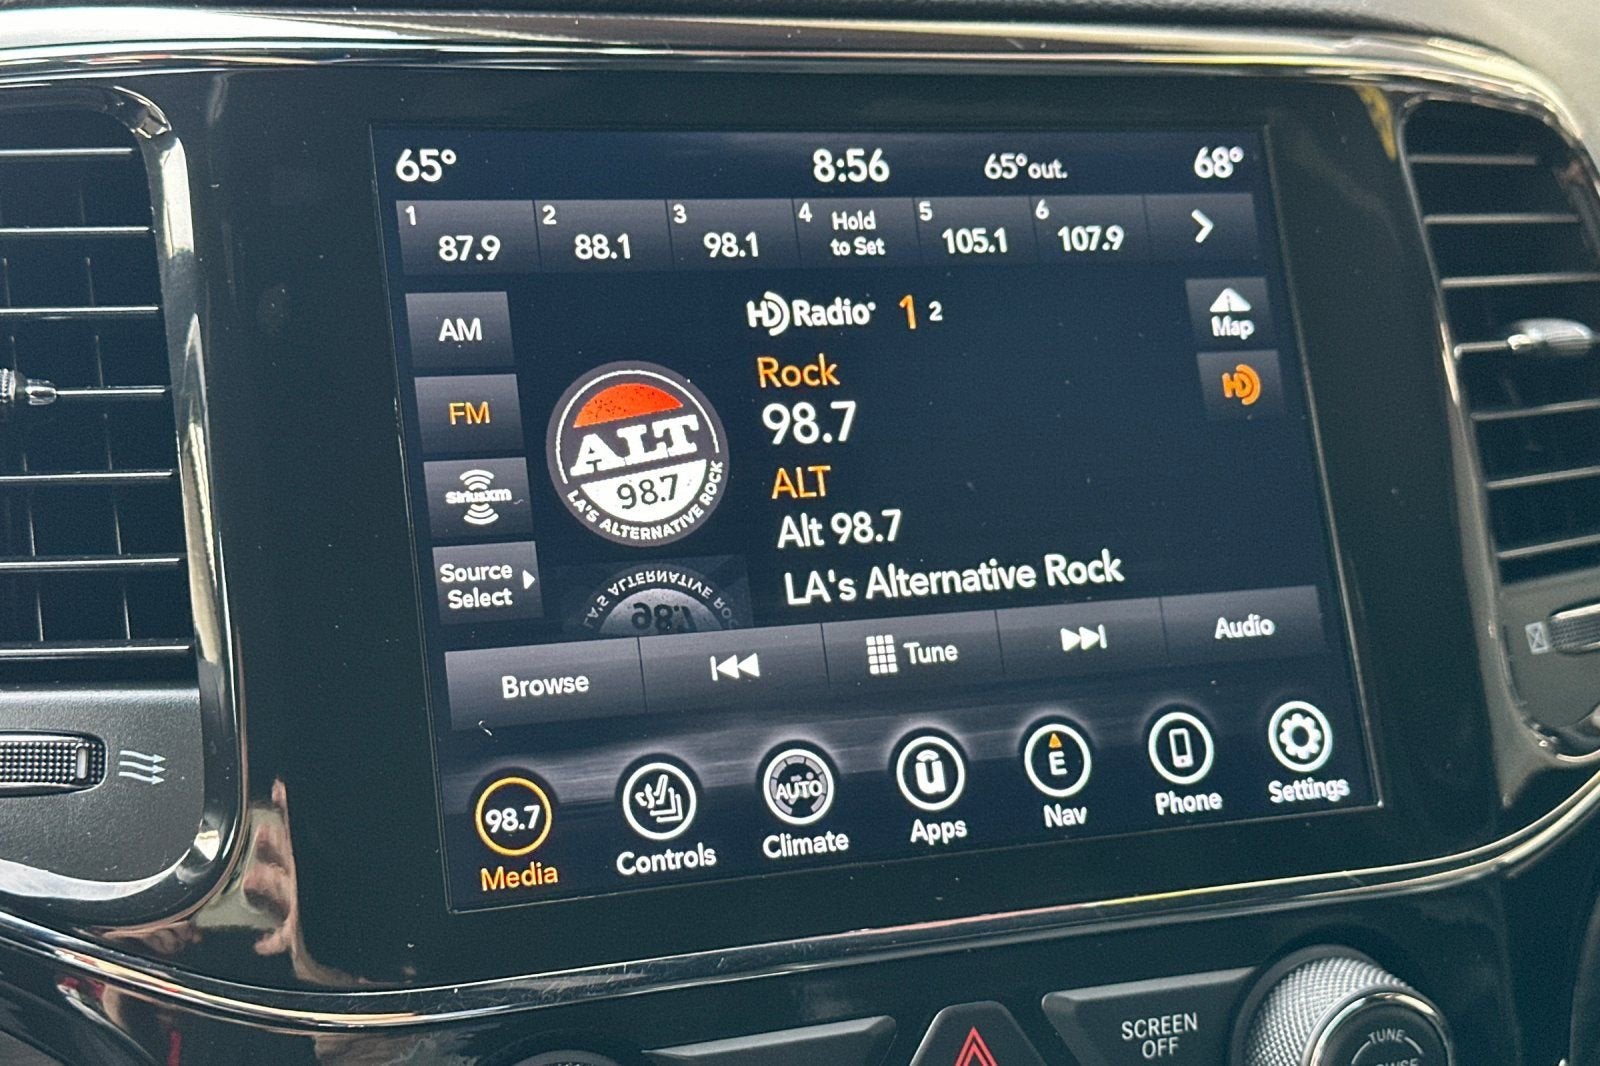 65° 8:56 65° out. 68°
1 87.9
2 88.1
3 98.1
4 Hold
to Set
5 105.1
6 107.9
AM
FM
SiriusXM
Source
Select
ALT
98.7
LA'S ALTERNATIVE ROCK
HD Radio 1 2
Rock
98.7
ALT
Alt 98.7
LA's Alternative Rock
Map
HD
Browse
Tune
Audio
98.7
Media
Controls
AUTO
Climate
Apps
E
Nav
Phone
Settings
SCREEN
OFF
TUNE